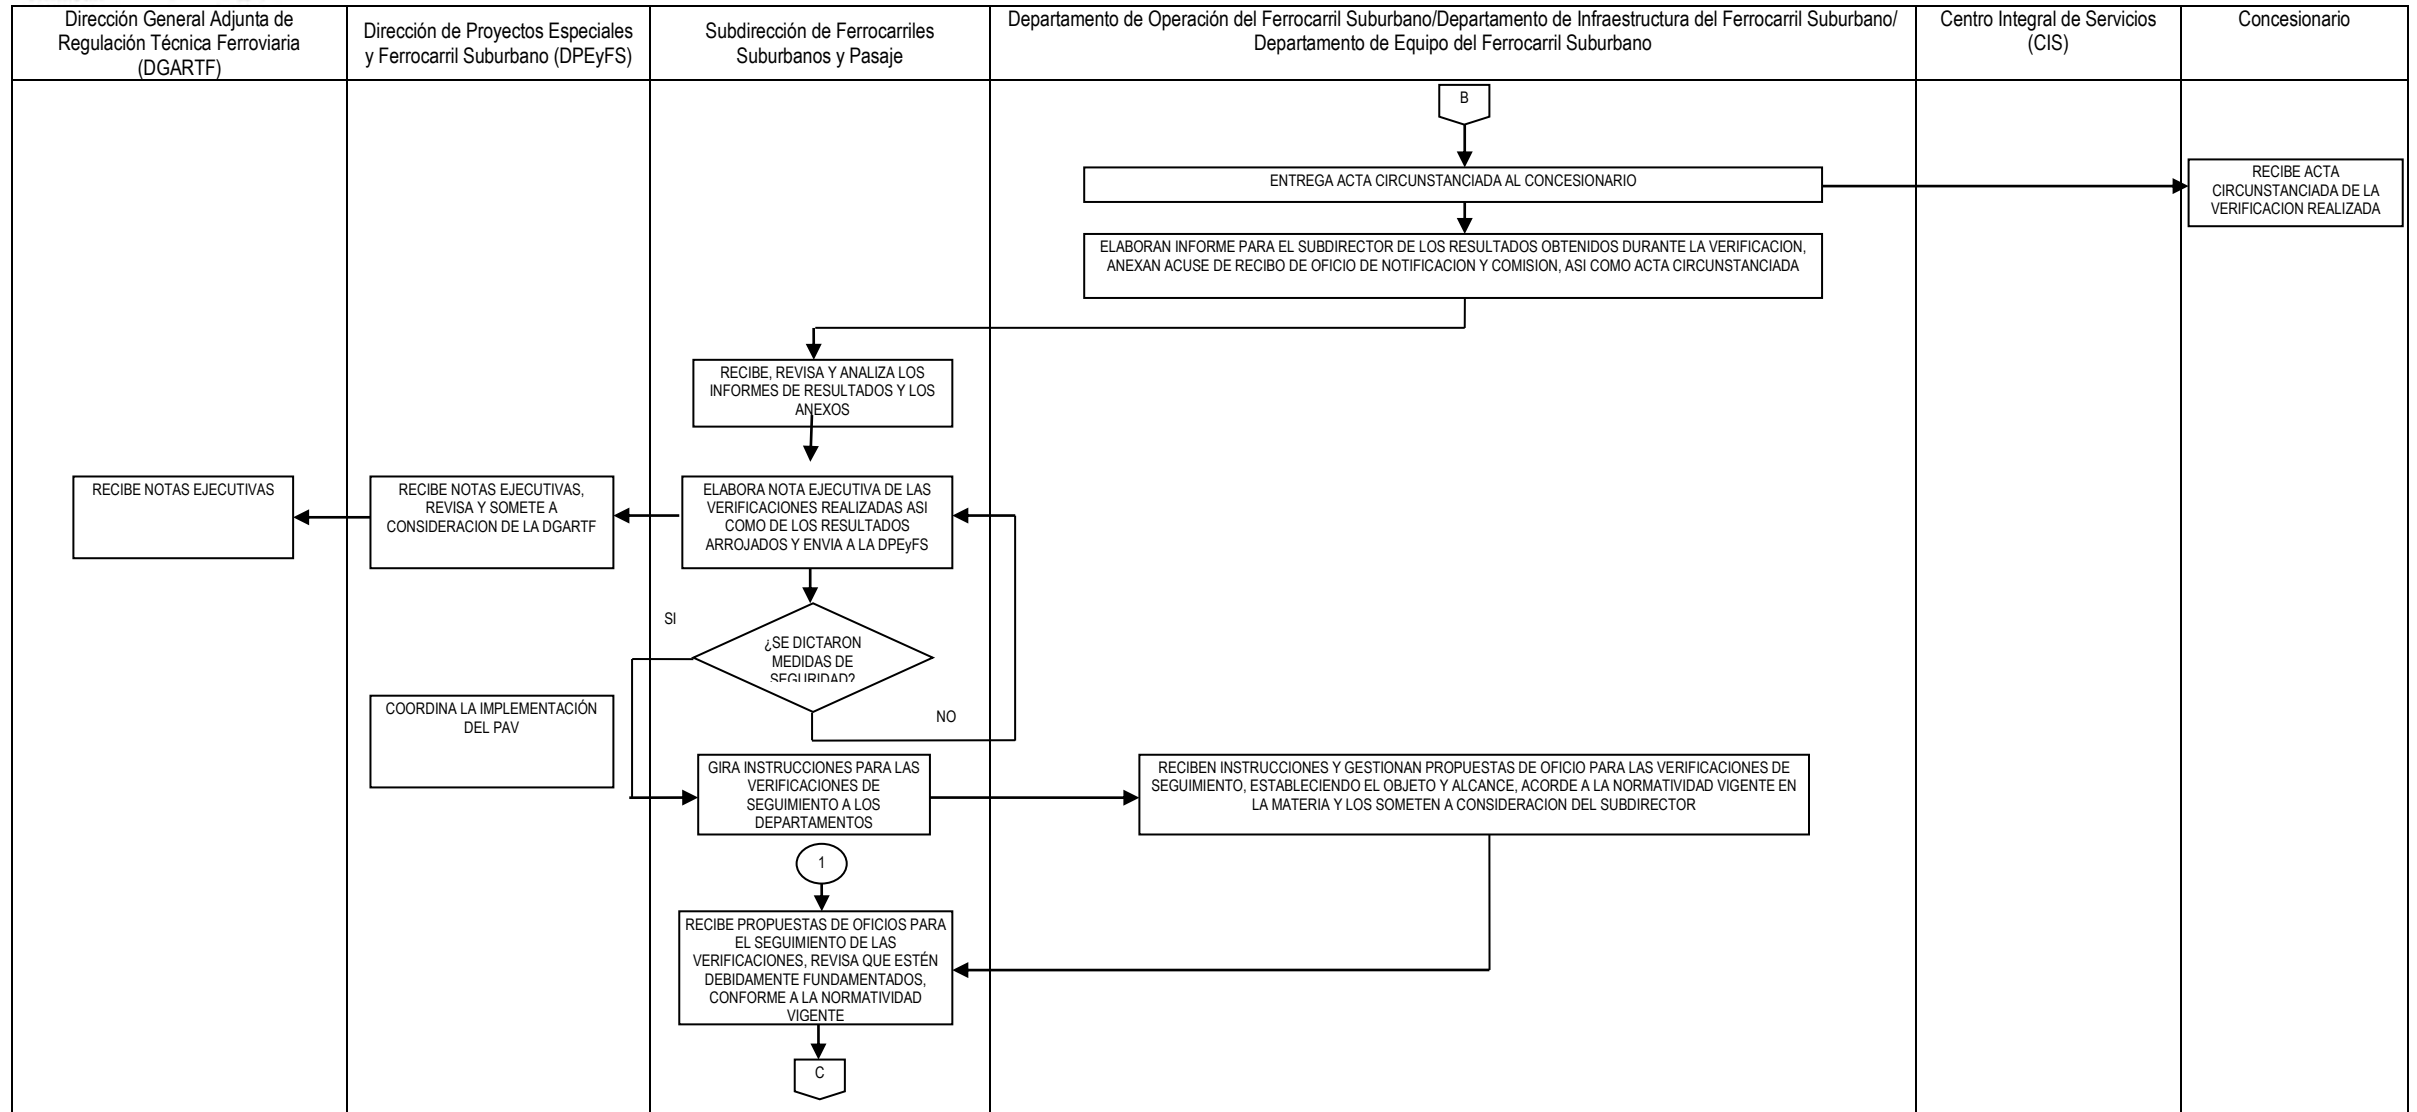 Dirección General Adjunta de
Regulación Técnica Ferroviaria
(DGARTF)
Dirección de Proyectos Especiales
y Ferrocarril Suburbano (DPEyFS)
Subdirección de Ferrocarriles
Suburbanos y Pasaje
Departamento de Operación del Ferrocarril Suburbano/Departamento de Infraestructura del Ferrocarril Suburbano/
Departamento de Equipo del Ferrocarril Suburbano
Centro Integral de Servicios
(CIS)
Concesionario
B
ENTREGA ACTA CIRCUNSTANCIADA AL CONCESIONARIO
RECIBE ACTA
CIRCUNSTANCIADA DE LA
VERIFICACION REALIZADA
ELABORAN INFORME PARA EL SUBDIRECTOR DE LOS RESULTADOS OBTENIDOS DURANTE LA VERIFICACION,
ANEXAN ACUSE DE RECIBO DE OFICIO DE NOTIFICACION Y COMISION, ASI COMO ACTA CIRCUNSTANCIADA
RECIBE, REVISA Y ANALIZA LOS
INFORMES DE RESULTADOS Y LOS
ANEXOS
RECIBE NOTAS EJECUTIVAS
RECIBE NOTAS EJECUTIVAS,
REVISA Y SOMETE A
CONSIDERACION DE LA DGARTF
ELABORA NOTA EJECUTIVA DE LAS
VERIFICACIONES REALIZADAS ASI
COMO DE LOS RESULTADOS
ARROJADOS Y ENVIA A LA DPEyFS
SI
¿SE DICTARON
MEDIDAS DE
SEGURIDAD?
NO
COORDINA LA IMPLEMENTACIÓN
DEL PAV
GIRA INSTRUCCIONES PARA LAS
VERIFICACIONES DE
SEGUIMIENTO A LOS
DEPARTAMENTOS
RECIBEN INSTRUCCIONES Y GESTIONAN PROPUESTAS DE OFICIO PARA LAS VERIFICACIONES DE
SEGUIMIENTO, ESTABLECIENDO EL OBJETO Y ALCANCE, ACORDE A LA NORMATIVIDAD VIGENTE EN
LA MATERIA Y LOS SOMETEN A CONSIDERACION DEL SUBDIRECTOR
1
RECIBE PROPUESTAS DE OFICIOS PARA
EL SEGUIMIENTO DE LAS
VERIFICACIONES, REVISA QUE ESTÉN
DEBIDAMENTE FUNDAMENTADOS,
CONFORME A LA NORMATIVIDAD
VIGENTE
C